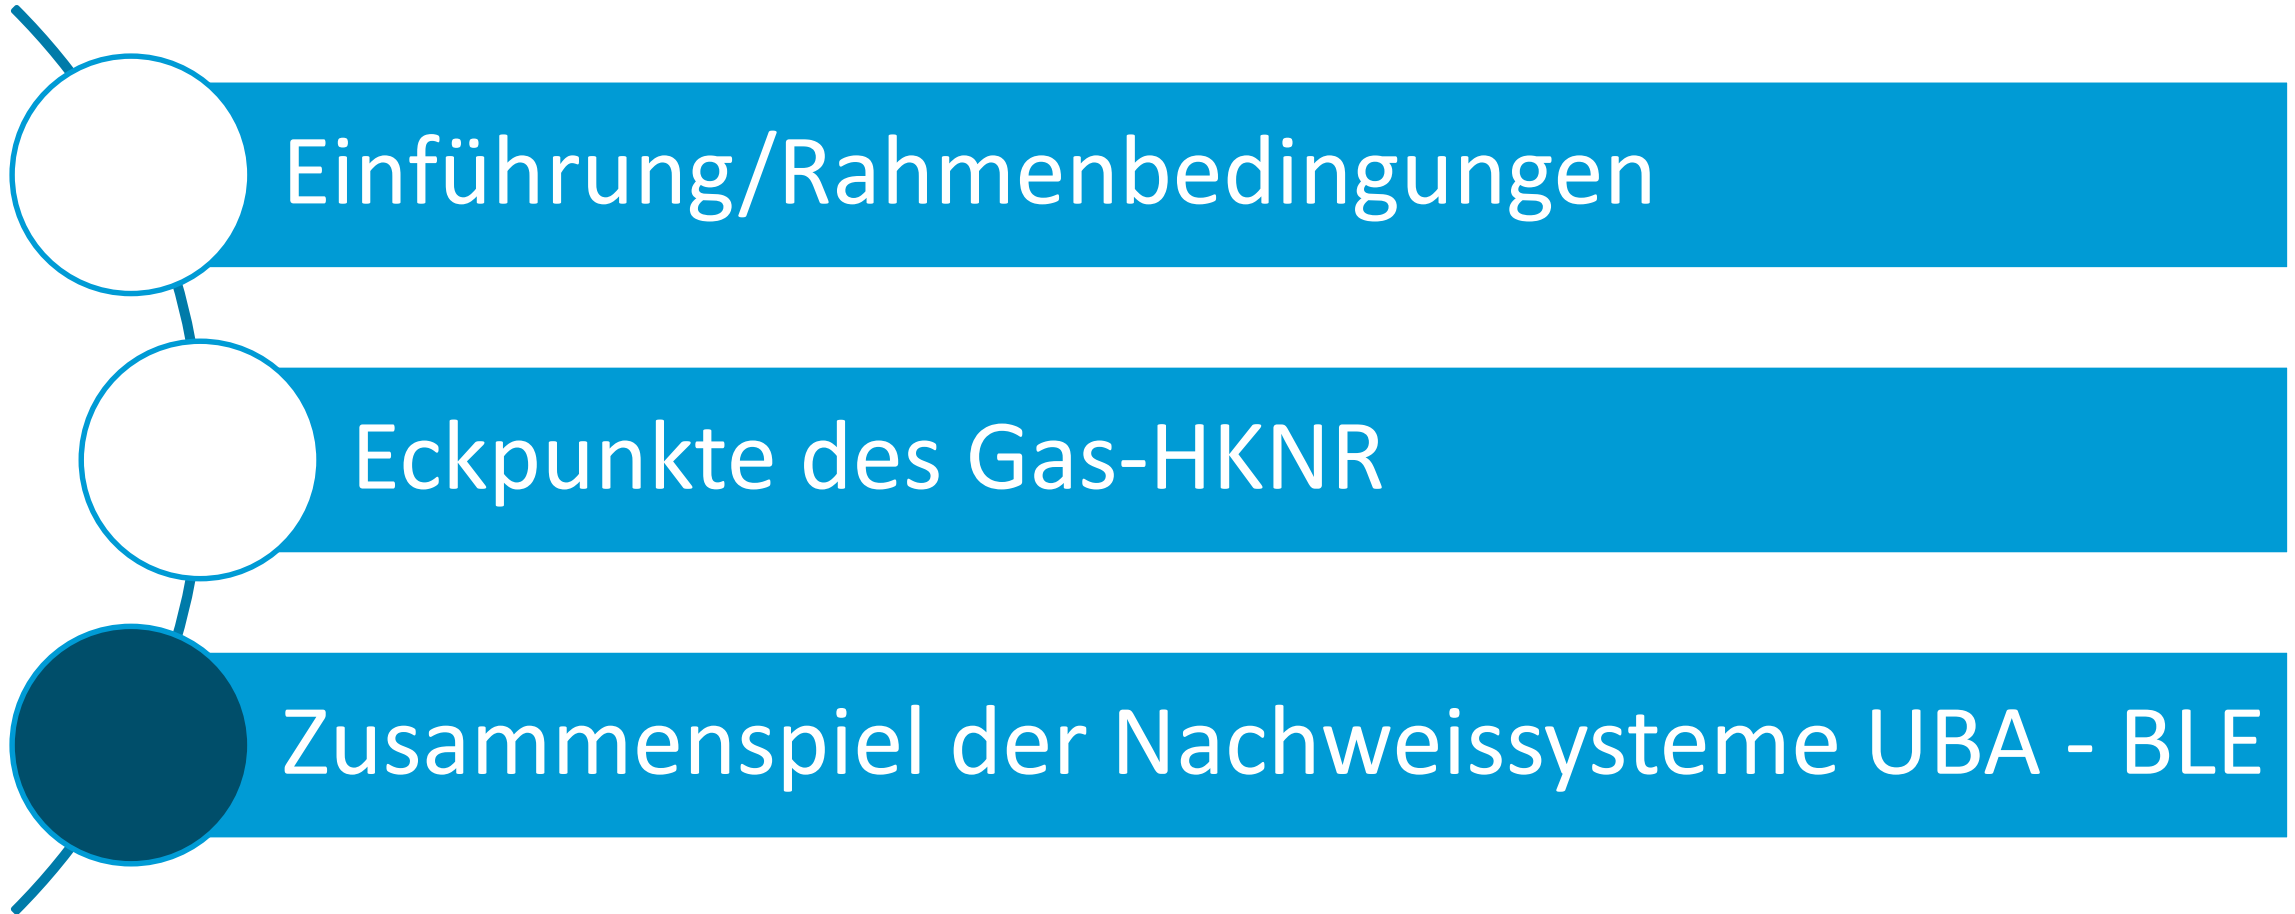 Einführung/Rahmenbedingungen
Eckpunkte des Gas-HKNR
Zusammenspiel der Nachweissysteme UBA - BLE